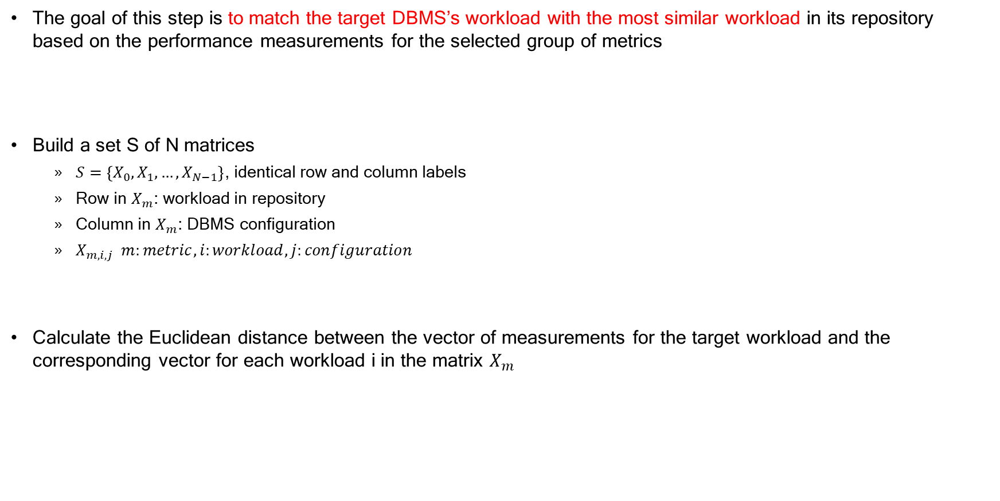 • The goal of this step is to match the target DBMS’s workload with the most similar workload in its repository
based on the performance measurements for the selected group of metrics
• Build a set S of N matrices
» S = {X₀, X₁, …, X_{N−1}}, identical row and column labels
» Row in X_m: workload in repository
» Column in X_m: DBMS configuration
» X_{m,i,j} m: metric, i: workload, j: configuration
• Calculate the Euclidean distance between the vector of measurements for the target workload and the
corresponding vector for each workload i in the matrix X_m